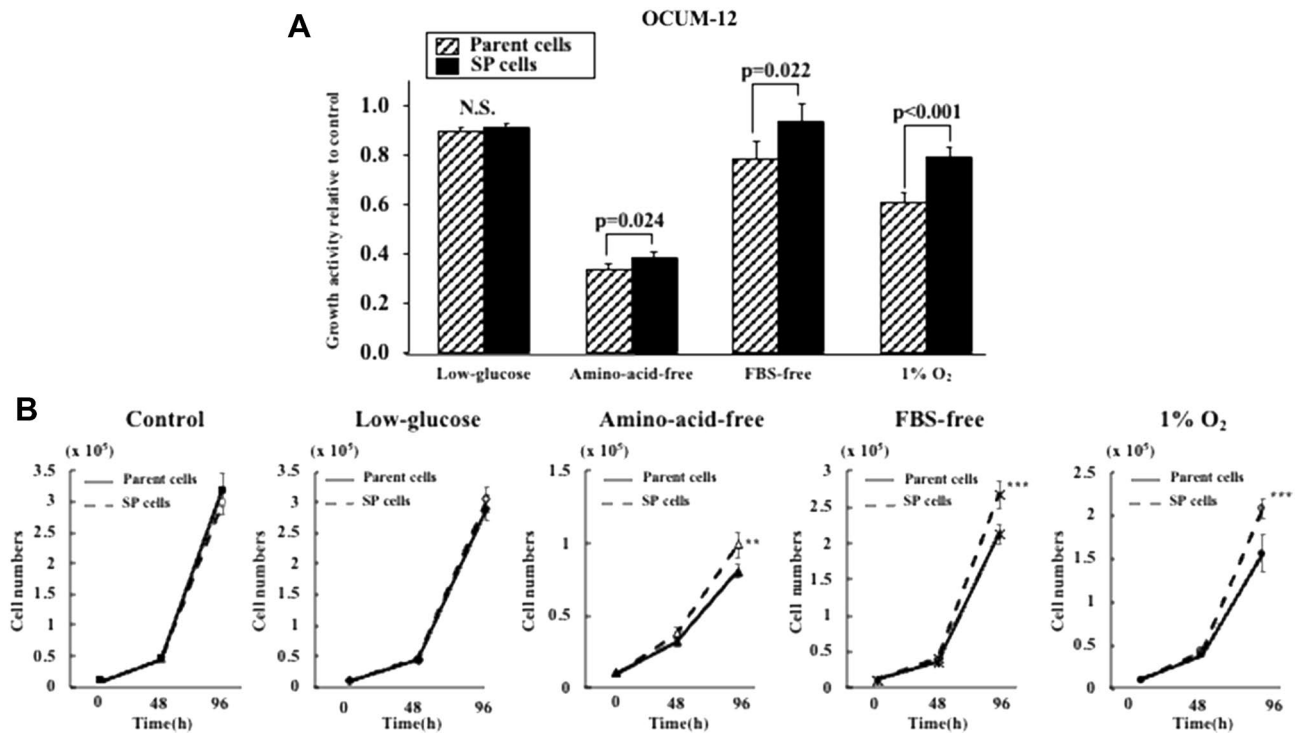 A
OCUM-12
Parent cells
SP cells
Growth activity relative to control
1.0
0.8
0.6
0.4
0.2
0.0
N.S.
p=0.024
p=0.022
p<0.001
Low-glucose Amino-acid-free FBS-free 1% O₂
B
Control
(x 10⁵)
Parent cells
SP cells
Cell numbers
3.5
3
2.5
2
1.5
1
0.5
0
0 48 96
Time(h)
Low-glucose
(x 10⁵)
Parent cells
SP cells
Cell numbers
3.5
3
2.5
2
1.5
1
0.5
0
0 48 96
Time(h)
Amino-acid-free
(x 10⁵)
Parent cells
SP cells
Cell numbers
1.5
1
0.5
0
**
0 48 96
Time(h)
FBS-free
(x 10⁵)
Parent cells
SP cells
Cell numbers
3
2.5
2
1.5
1
0.5
0
***
0 48 96
Time(h)
1% O₂
(x 10⁵)
Parent cells
SP cells
Cell numbers
2.5
2
1.5
1
0.5
0
***
0 48 96
Time(h)